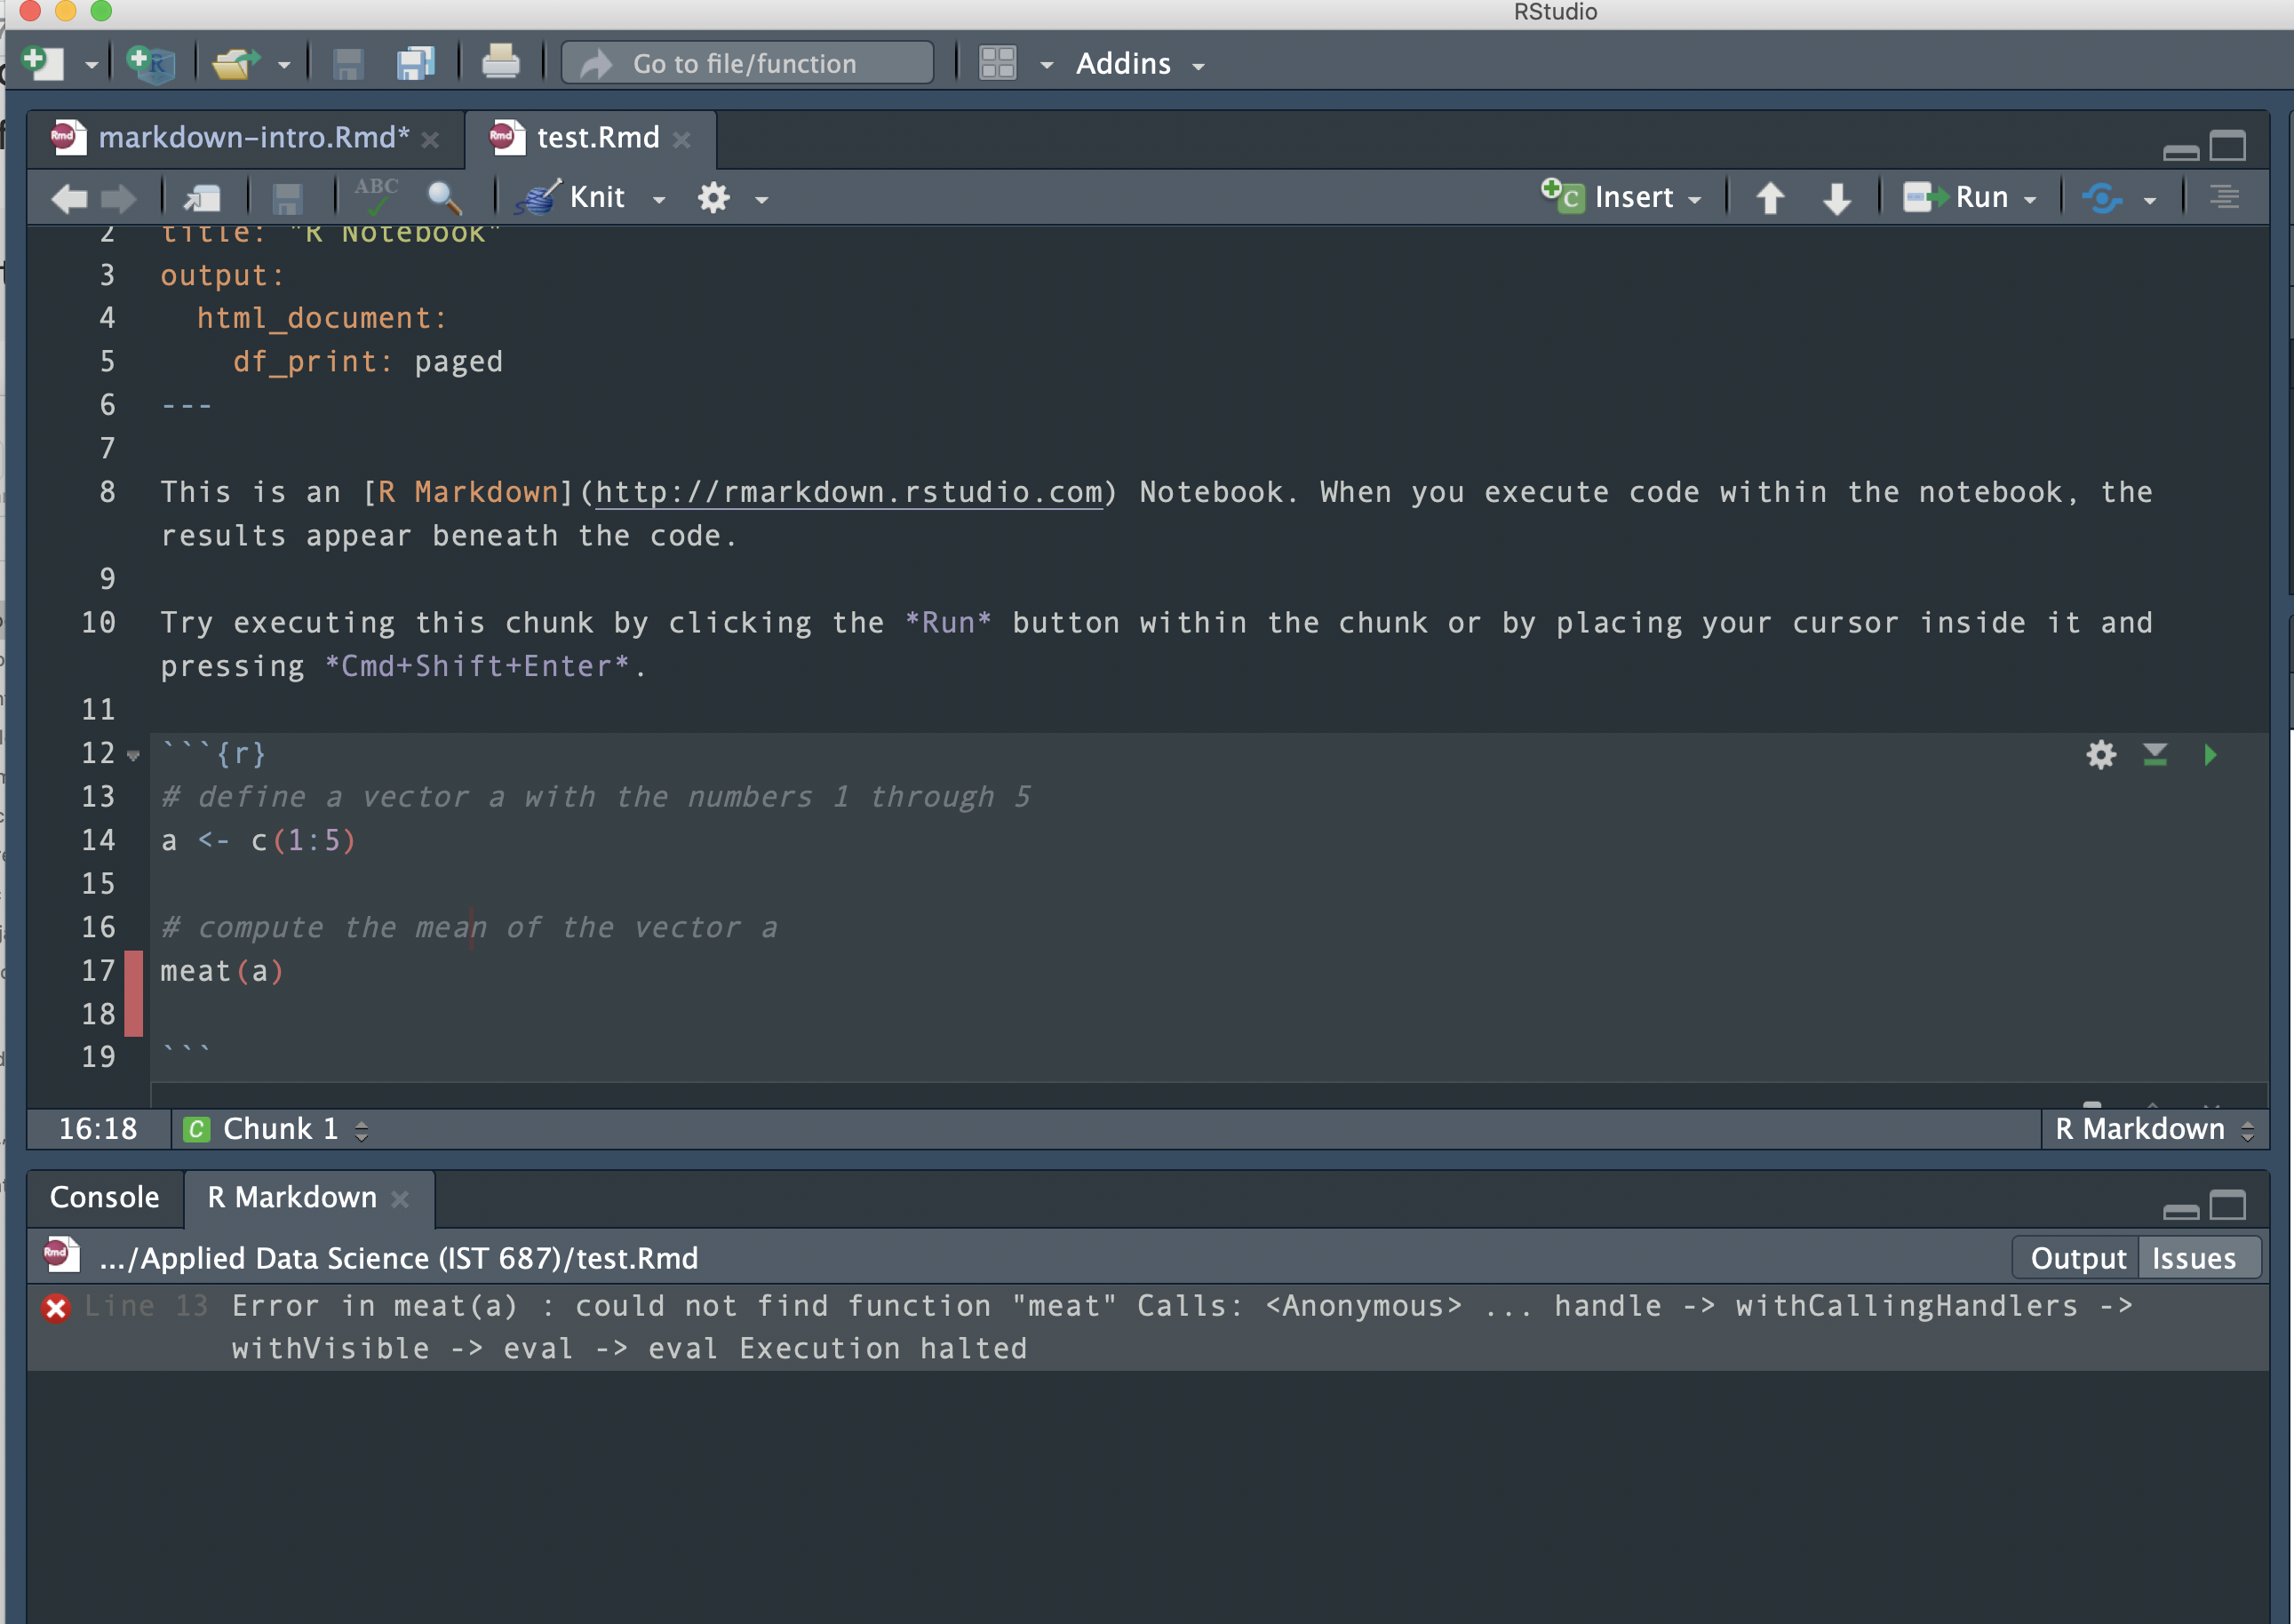 RStudio
Go to file/function
Addins
markdown-intro.Rmd*
test.Rmd
ABC
Knit
Insert
Run
2 title: "R Notebook"
3 output:
4 html_document:
5 df_print: paged
6 ---
7
8 This is an [R Markdown](http://rmarkdown.rstudio.com) Notebook. When you execute code within the notebook, the
results appear beneath the code.
9
10 Try executing this chunk by clicking the *Run* button within the chunk or by placing your cursor inside it and
pressing *Cmd+Shift+Enter*.
11
12 ```{r}
13 # define a vector a with the numbers 1 through 5
14 a <- c(1:5)
15
16 # compute the mean of the vector a
17 meat(a)
18
19 ```
16:18 C Chunk 1 R Markdown
Console R Markdown
Rmd .../Applied Data Science (IST 687)/test.Rmd Output Issues
Line 13 Error in meat(a) : could not find function "meat" Calls: <Anonymous> ... handle -> withCallingHandlers ->
withVisible -> eval -> eval Execution halted